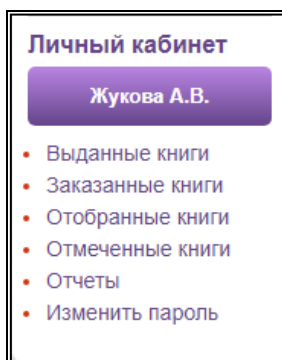 Личный кабинет
Жукова А.В.
Выданные книги
Заказанные книги
Отобранные книги
Отмеченные книги
Отчеты
Изменить пароль